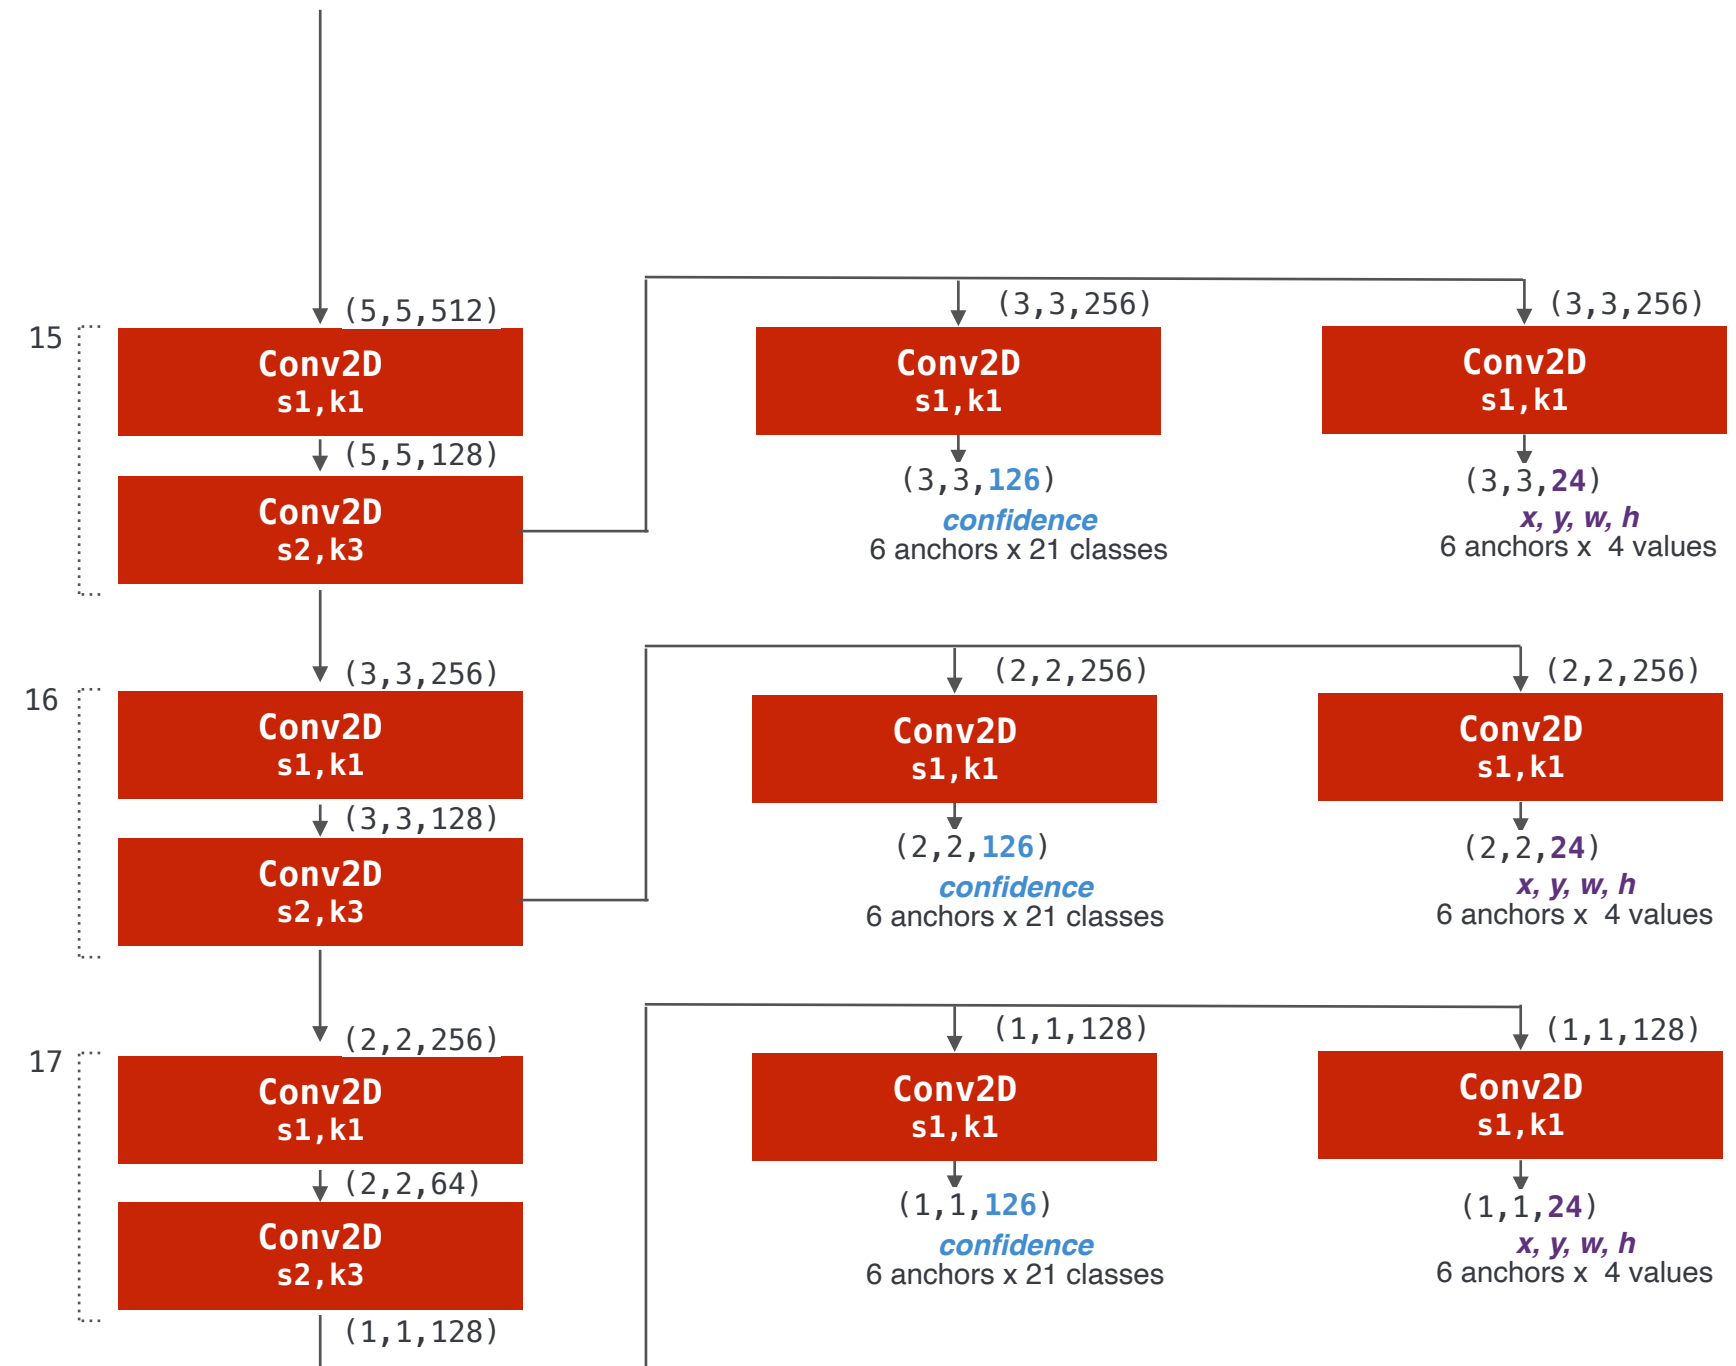 (5,5,512)
(3,3,256)
(3,3,256)
15
Conv2D
s1,k1
Conv2D
s1,k1
Conv2D
s1,k1
(5,5,128)
(3,3,126)
(3,3,24)
Conv2D
s2,k3
confidence
6 anchors x 21 classes
x, y, w, h
6 anchors x 4 values
(3,3,256)
(2,2,256)
(2,2,256)
16
Conv2D
s1,k1
Conv2D
s1,k1
Conv2D
s1,k1
(3,3,128)
(2,2,126)
(2,2,24)
Conv2D
s2,k3
confidence
6 anchors x 21 classes
x, y, w, h
6 anchors x 4 values
(2,2,256)
(1,1,128)
(1,1,128)
17
Conv2D
s1,k1
Conv2D
s1,k1
Conv2D
s1,k1
(2,2,64)
(1,1,126)
(1,1,24)
Conv2D
s2,k3
confidence
6 anchors x 21 classes
x, y, w, h
6 anchors x 4 values
(1,1,128)